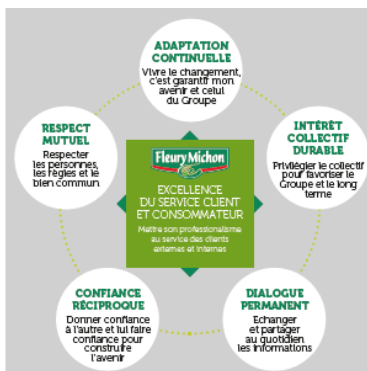 ADAPTATION
CONTINUELLE
Vivre le changement,
c'est garantir mon
avenir et celui
du Groupe
RESPECT
MUTUEL
Respecter
les personnes,
les règles et le
bien commun
INTÉRÊT
COLLECTIF
DURABLE
Privilégier le collectif
pour favoriser le
Groupe et le long
terme
Fleury Michon
EXCELLENCE
DU SERVICE CLIENT
ET CONSOMMATEUR
Mettre son professionalisme
au service des clients
externes et internes
CONFIANCE
RÉCIPROQUE
Donner confiance
à l'autre et lui faire
confiance pour
construire
l'avenir
DIALOGUE
PERMANENT
Echanger
et partager
au quotidien
les informations